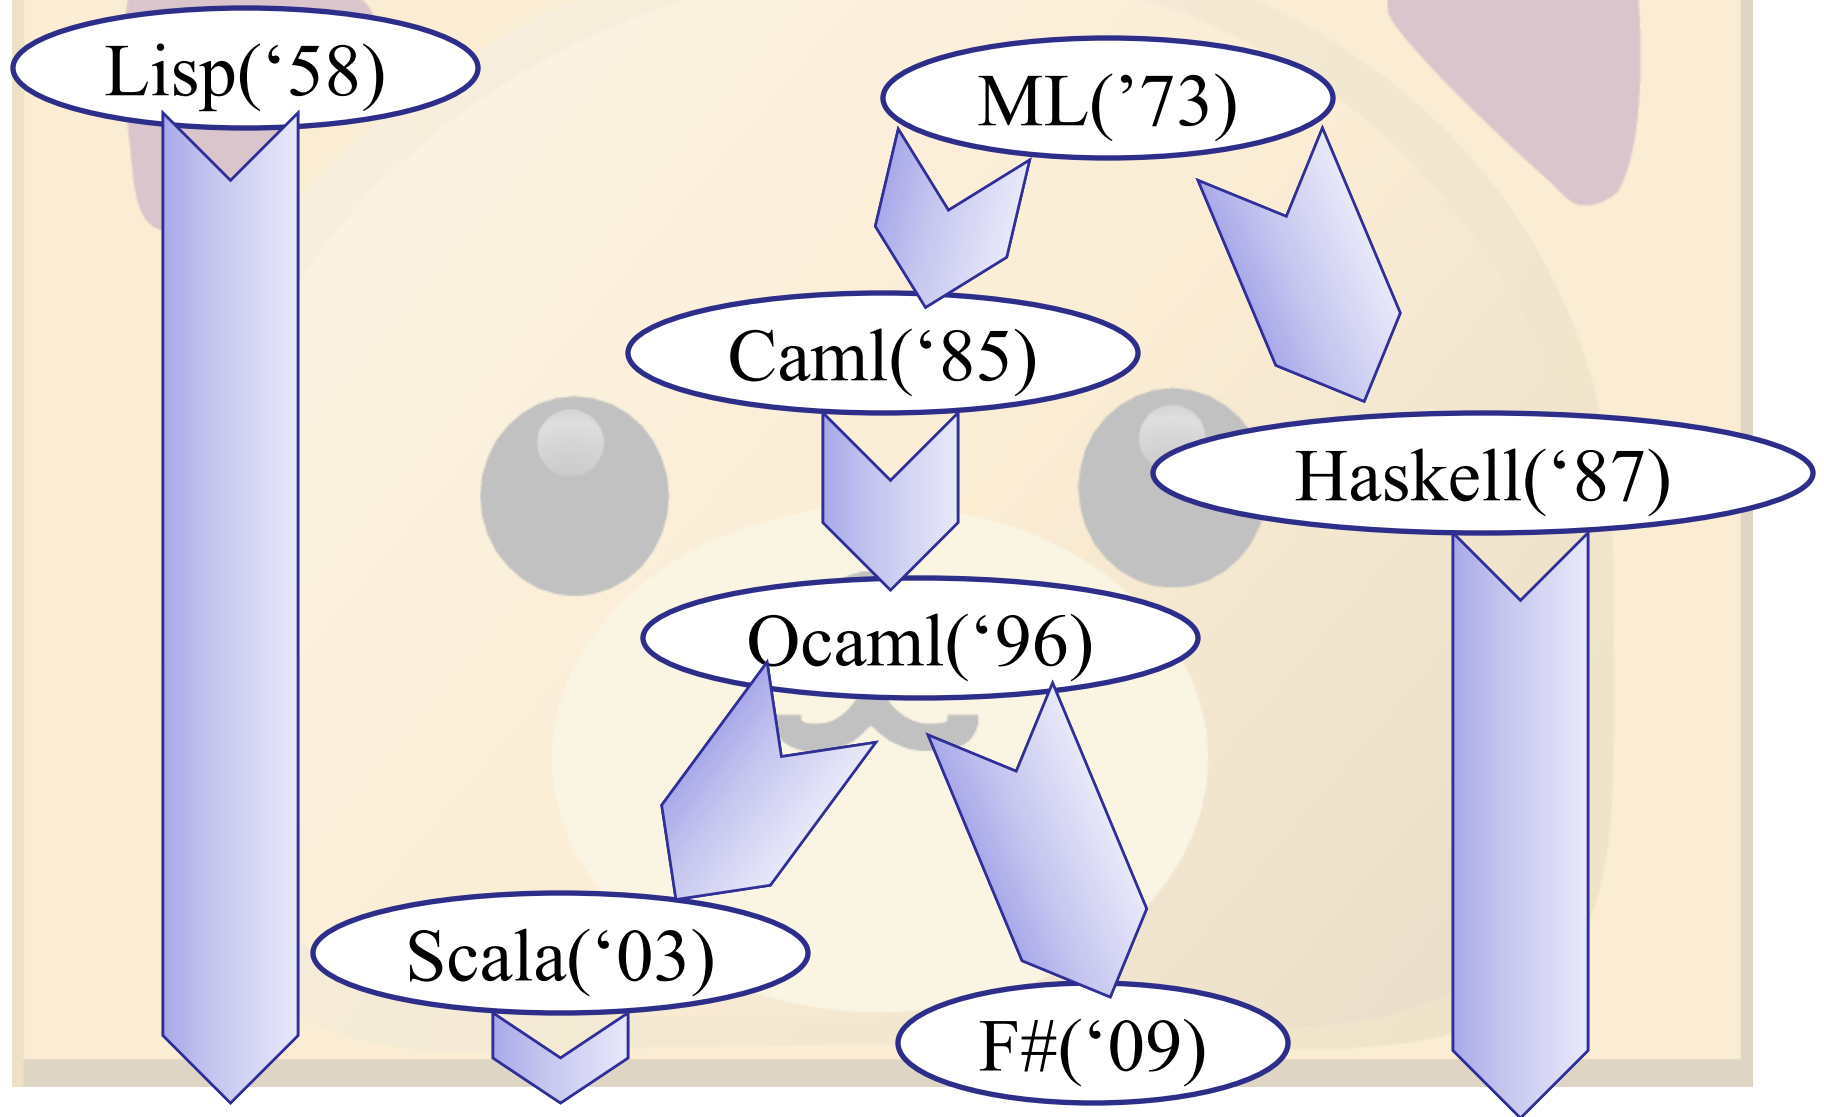 Lisp(‘58)
ML(’73)
Caml(‘85)
Haskell(‘87)
Ocaml(‘96)
Scala(‘03)
F#(‘09)